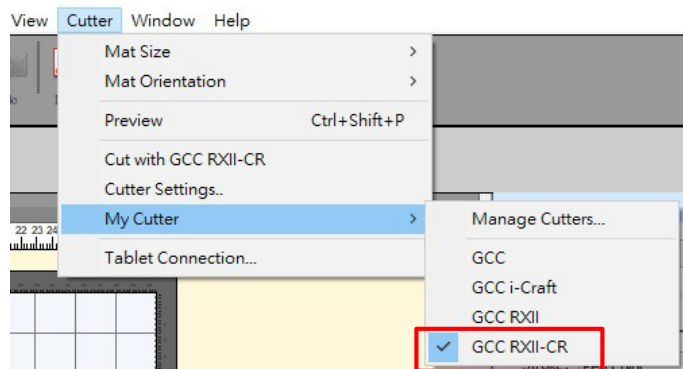 View Cutter Window Help
Mat Size
Mat Orientation
Preview Ctrl+Shift+P
Cut with GCC RXII-CR
Cutter Settings..
My Cutter
Tablet Connection...
Manage Cutters...
GCC
GCC i-Craft
GCC RXII
GCC RXII-CR
22 23 24